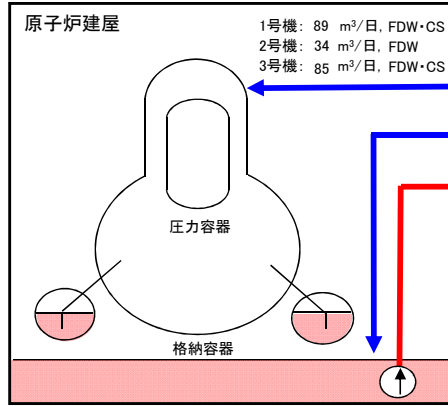 原子炉建屋
1号機: 89 m³/日, FDW・CS
2号機: 34 m³/日, FDW
3号機: 85 m³/日, FDW・CS
圧力容器
格納容器